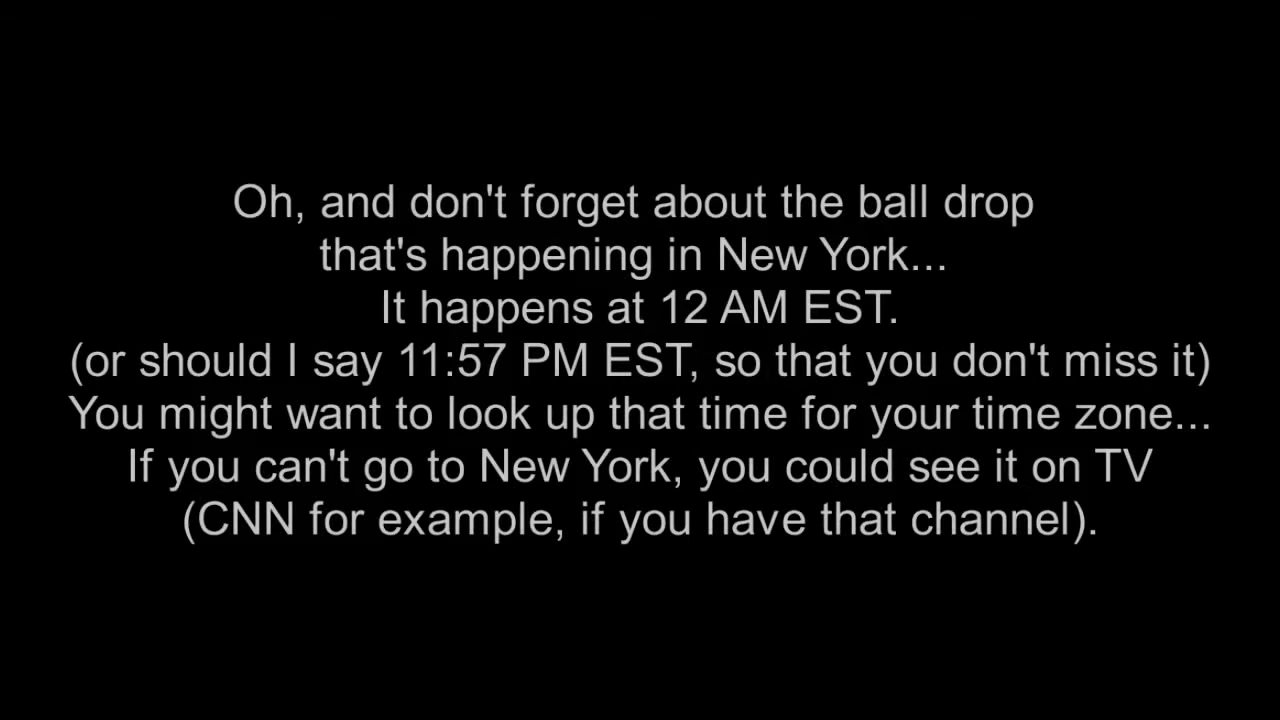 Oh, and don't forget about the ball drop
that's happening in New York...
It happens at 12 AM EST.
(or should I say 11:57 PM EST, so that you don't miss it)
You might want to look up that time for your time zone...
If you can't go to New York, you could see it on TV
(CNN for example, if you have that channel).